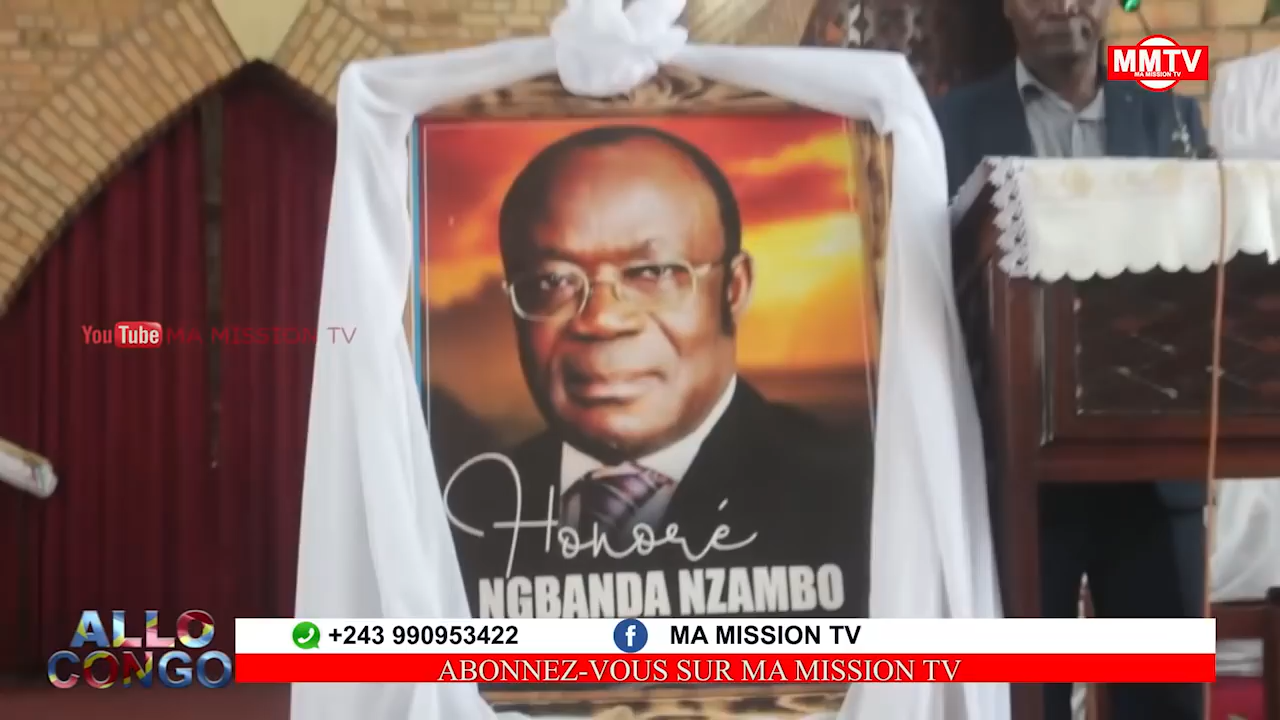 MMTV
MA MISSION TV
YouTube MA MISSION TV
Honoré
NGBANDA NZAMBO
ALLO
CONGO
+243 990953422
MA MISSION TV
ABONNEZ-VOUS SUR MA MISSION TV